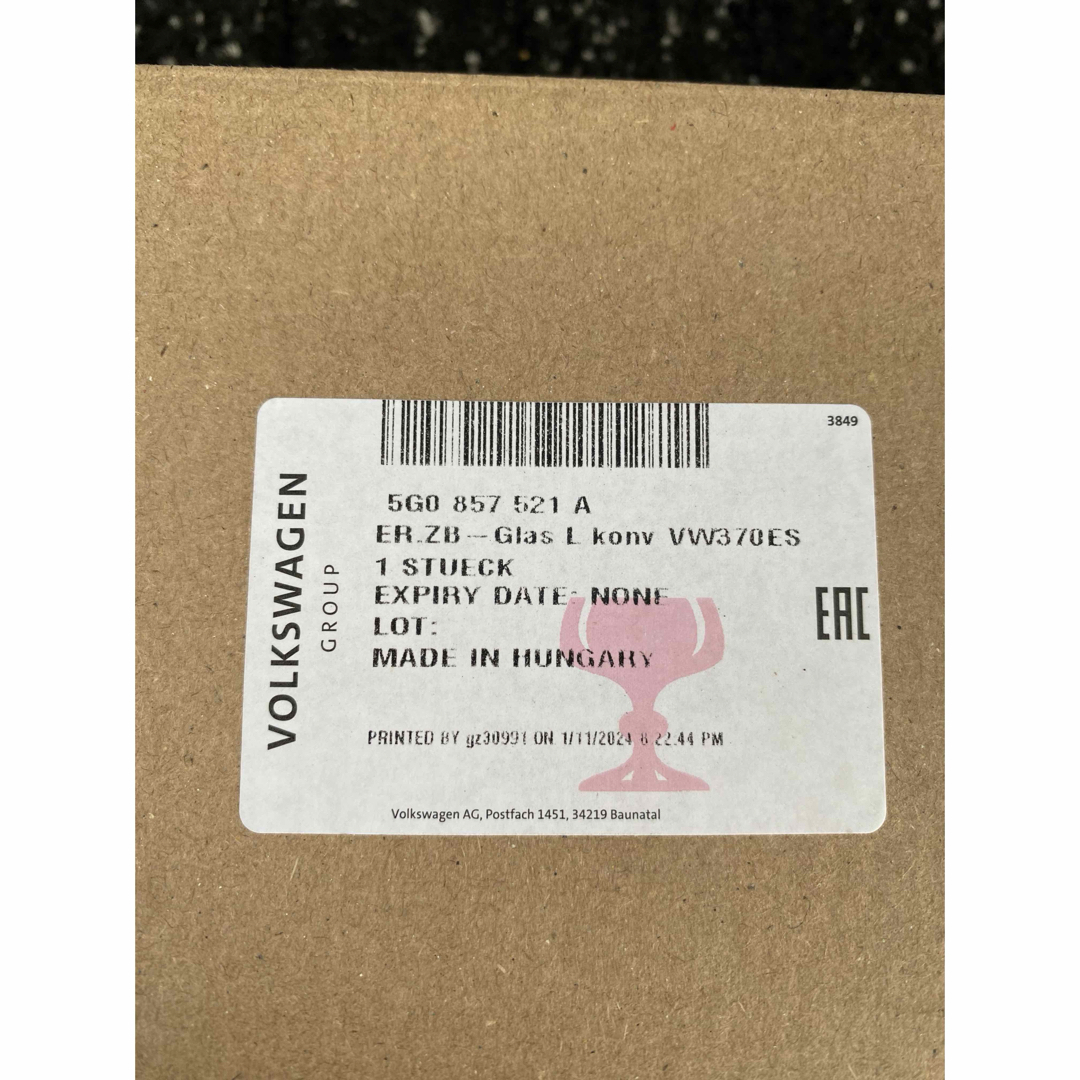 3849
5G0 857 521 A
ER.ZB - Glas L konv VW370ES
1 STUECK
EXPIRY DATE: NONE
LOT:
MADE IN HUNGARY
PRINTED BY gz30991 ON 1/11/2024 8:22:44 PM
Volkswagen AG, Postfach 1451, 34219 Baunatal
VOLKSWAGEN
GROUP
EAC